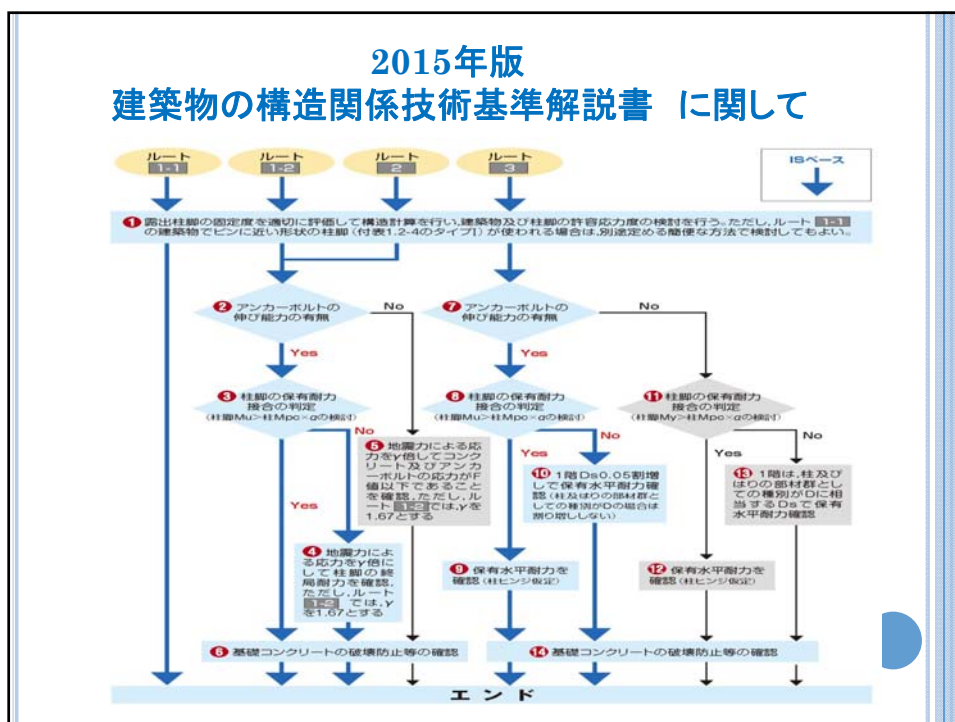 2015年版
建築物の構造関係技術基準解説書 に関して
ルート
1-1
ルート
1-2
ルート
2
ルート
3
ISベース
❶ 露出柱脚の固定度を適切に評価して構造計算を行い,建築物及び柱脚の許容応力度の検討を行う。ただし,ルート 1-1
の建築物でピンに近い形状の柱脚(付表1.2-4のタイプⅠ)が使われる場合は,別途定める簡便な方法で検討してもよい。
❷ アンカーボルトの
伸び能力の有無
No
Yes
❼ アンカーボルトの
伸び能力の有無
No
Yes
❸ 柱脚の保有耐力
接合の判定
(柱脚Mu>柱Mpo×αの検討)
No
Yes
❽ 柱脚の保有耐力
接合の判定
(柱脚Mu>柱Mpo×αの検討)
No
Yes
⓫ 柱脚の保有耐力
接合の判定
(柱脚My>柱Mpo×αの検討)
No
Yes
❺ 地震力による応
力をγ倍してコンク
リート及びアンカ
ーボルトの応力がF
値以下であること
を確認,ただし,ル
ート 1-2 では,γを
1.67とする
❿ 1階Ds0.05割増
して保有水平耐力確
認(柱及はりの部材群と
しての種別がDの場合は
割り増ししない)
⓭ 1階は,柱及び
はりの部材群とし
ての種別がDに相
当するDsで保有
水平耐力確認
❹ 地震力によ
る応力をγ倍に
して柱脚の終
局耐力を確認,
ただし,ルート
1-2 では,γ
を1.67とする
❾ 保有水平耐力を
確認(柱ヒンジ仮定)
⓬ 保有水平耐力を
確認(柱ヒンジ仮定)
❻ 基礎コンクリートの破壊防止等の確認
⓮ 基礎コンクリートの破壊防止等の確認
エンド